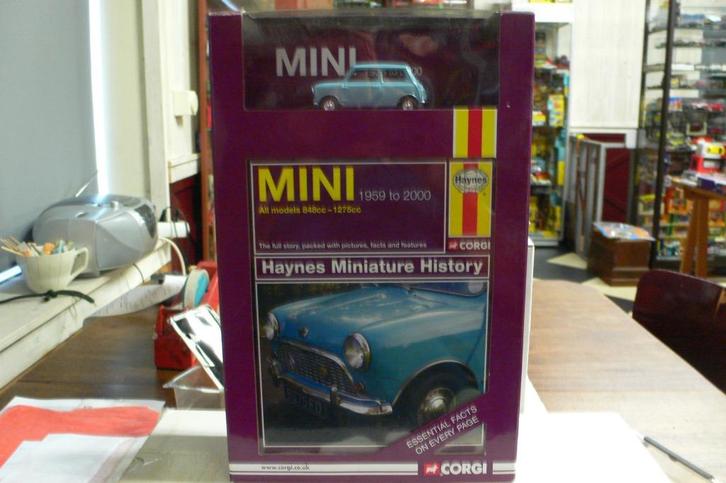 MINI
MINI
1959 to 2000
All models 848cc - 1275cc
Haynes
The full story, packed with pictures, facts and features
CORGI
Haynes Miniature History
ESSENTIAL FACTS
ON EVERY PAGE
www.corgi.co.uk
CORGI